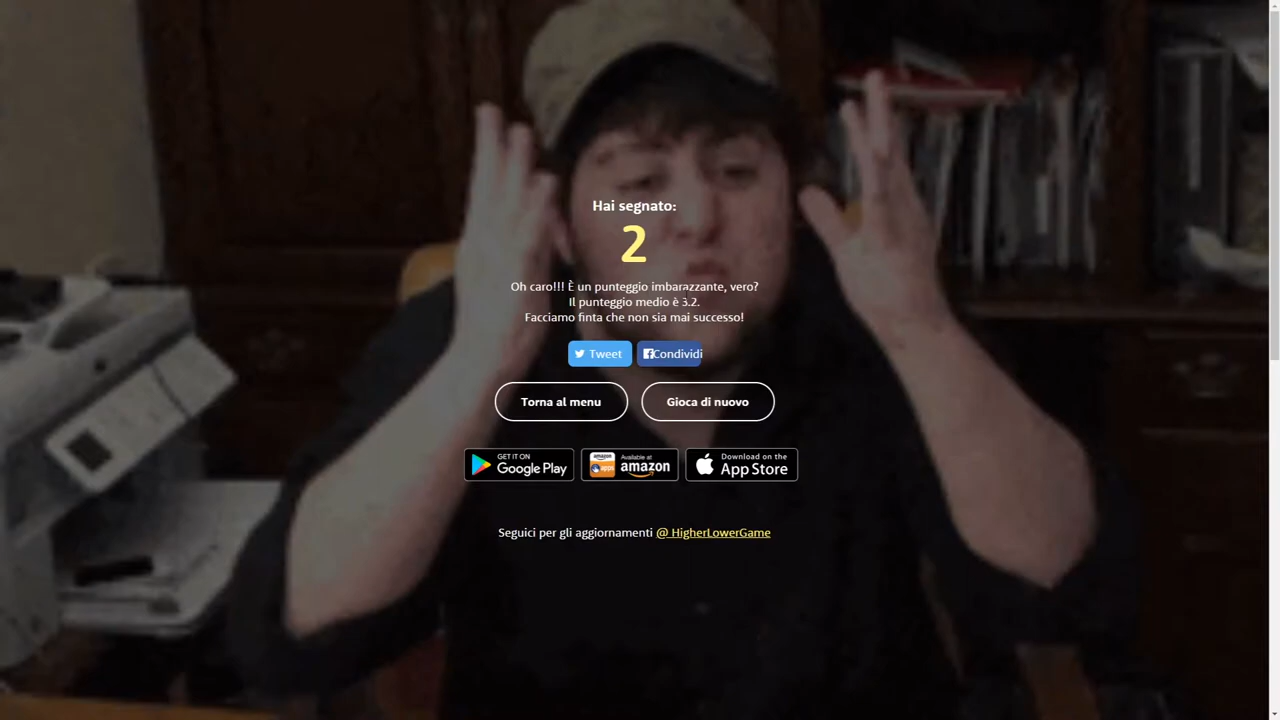 Hai segnato:
2
Oh caro!!! È un punteggio imbarazzante, vero?
Il punteggio medio è 3.2.
Facciamo finta che non sia mai successo!
Tweet Condividi
Torna al menu Gioca di nuovo
GET IT ON Available at Download on the
Google Play amazon apps amazon App Store
Seguici per gli aggiornamenti @ HigherLowerGame